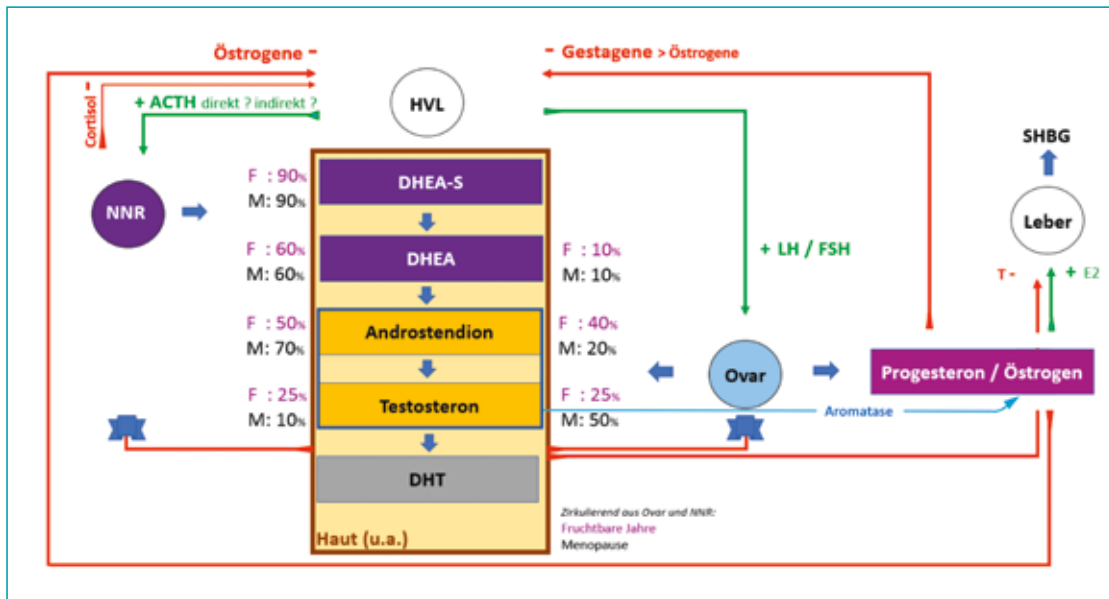 Östrogene -
- Gestagene > Östrogene
Cortisol -
+ ACTH direkt ? indirekt ?
HVL
SHBG
NNR
F : 90%
M: 90%
DHEA-S
Leber
F : 60%
M: 60%
DHEA
F : 10%
M: 10%
+ LH / FSH
T -
+ E2
F : 50%
M: 70%
Androstendion
F : 40%
M: 20%
Ovar
Progesteron / Östrogen
F : 25%
M: 10%
Testosteron
F : 25%
M: 50%
Aromatase
DHT
Zirkulierend aus Ovar und NNR:
Fruchtbare Jahre
Menopause
Haut (u.a.)